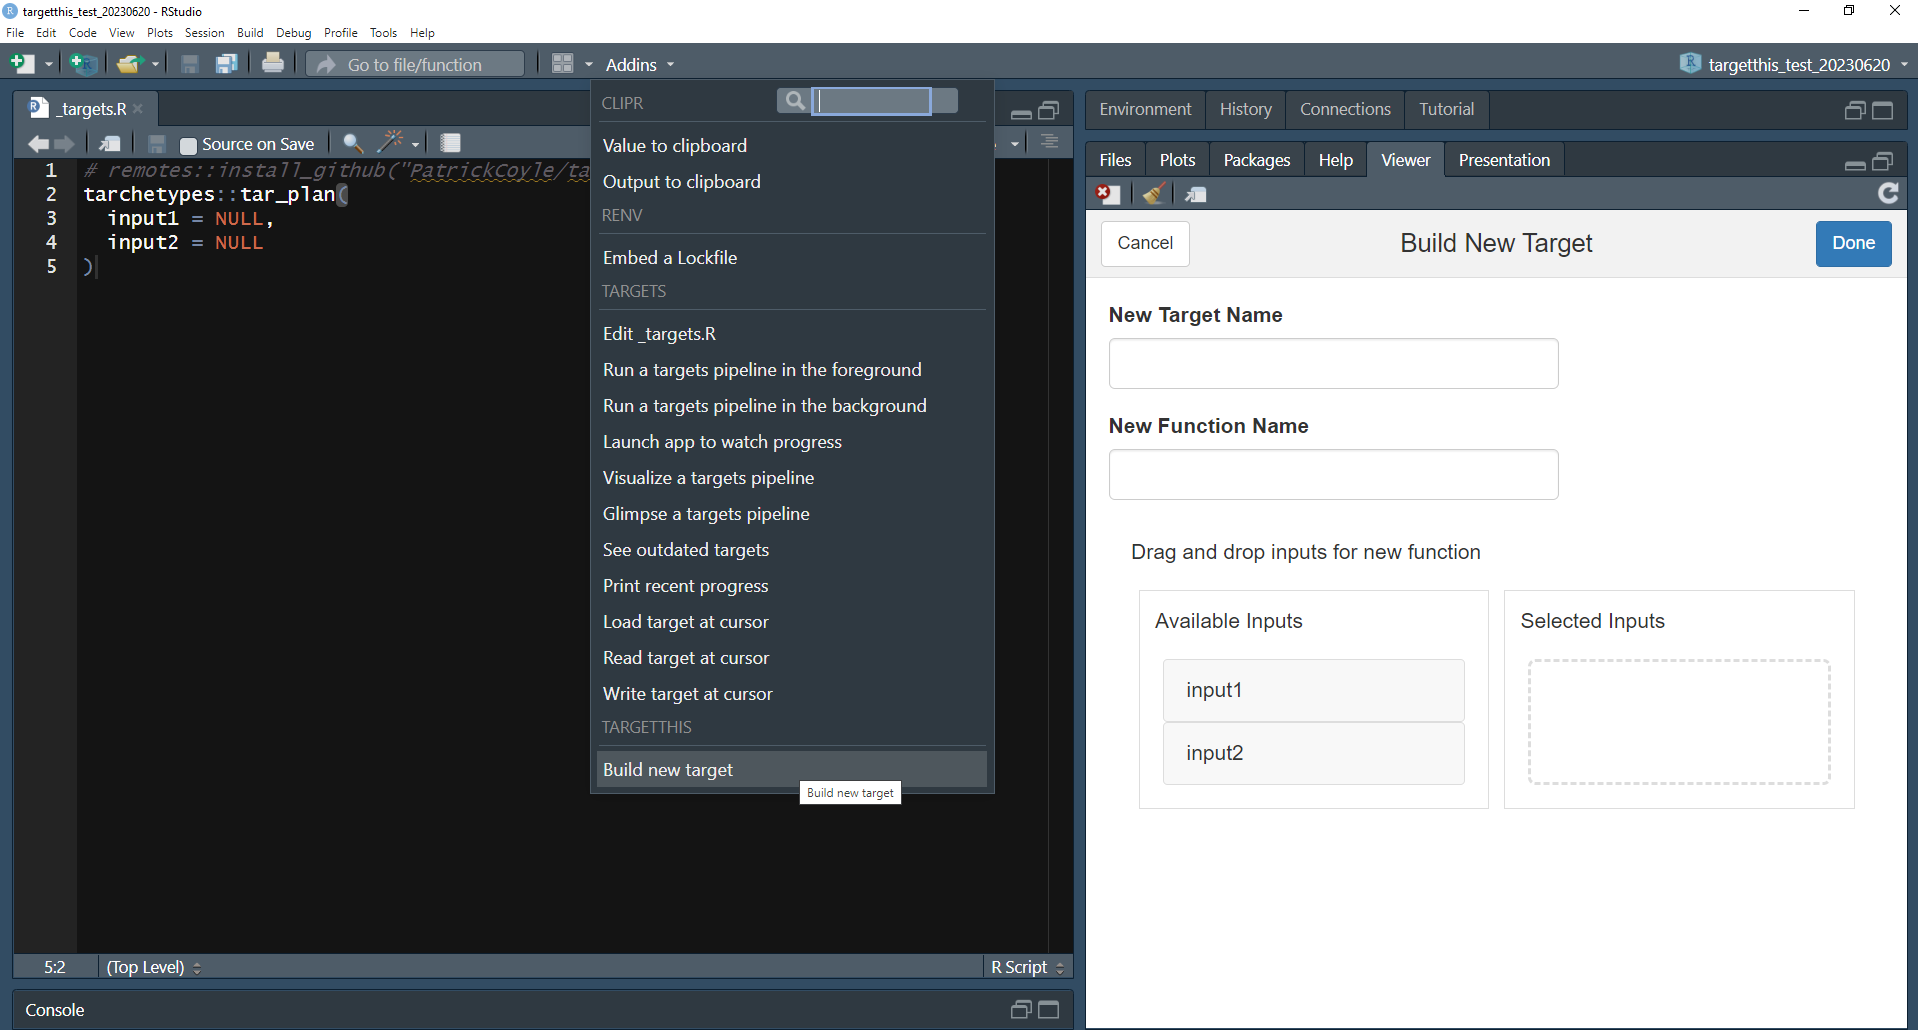 targetthis_test_20230620 - RStudio
File Edit Code View Plots Session Build Debug Profile Tools Help
Go to file/function
Addins
targetthis_test_20230620
_targets.R
Source on Save
1 # remotes::install_github("PatrickCoyle/ta
2 tarchetypes::tar_plan(
3 input1 = NULL,
4 input2 = NULL
5 )
5:2 (Top Level) R Script
Console
CLIPR
Value to clipboard
Output to clipboard
RENV
Embed a Lockfile
TARGETS
Edit _targets.R
Run a targets pipeline in the foreground
Run a targets pipeline in the background
Launch app to watch progress
Visualize a targets pipeline
Glimpse a targets pipeline
See outdated targets
Print recent progress
Load target at cursor
Read target at cursor
Write target at cursor
TARGETTHIS
Build new target
Build new target
Environment History Connections Tutorial
Files Plots Packages Help Viewer Presentation
Cancel Build New Target Done
New Target Name
New Function Name
Drag and drop inputs for new function
Available Inputs
input1
input2
Selected Inputs